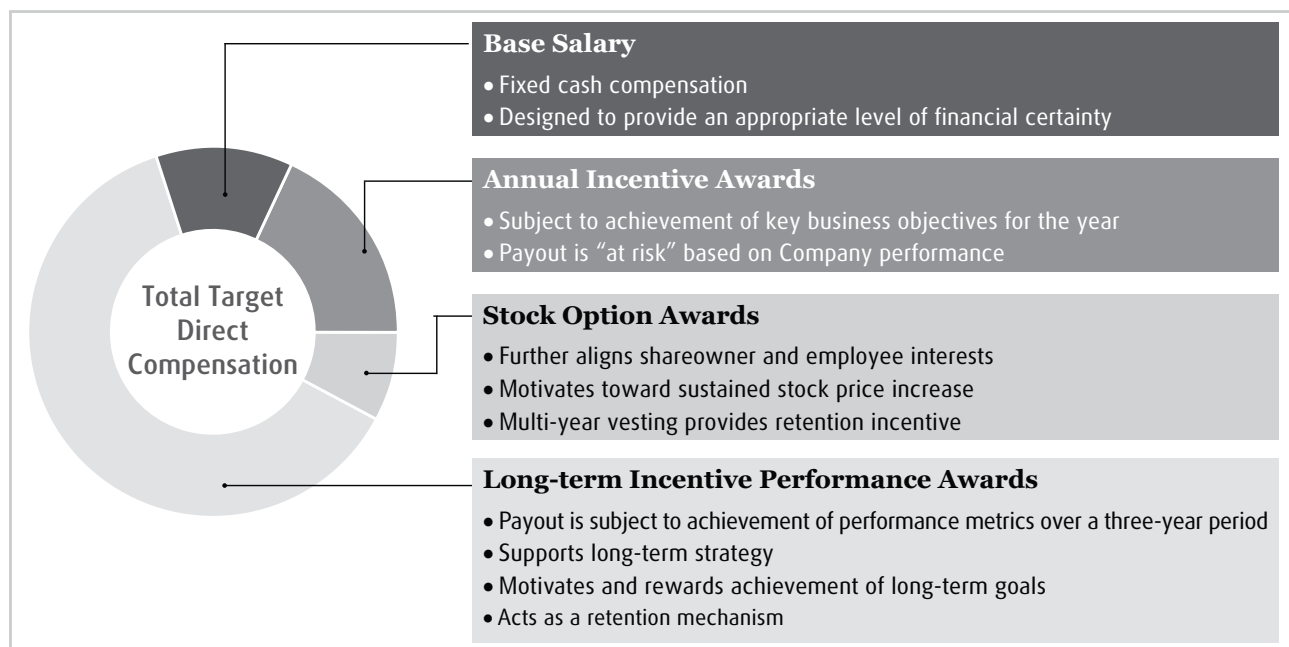 Total Target
Direct
Compensation
Base Salary
• Fixed cash compensation
• Designed to provide an appropriate level of financial certainty
Annual Incentive Awards
• Subject to achievement of key business objectives for the year
• Payout is “at risk” based on Company performance
Stock Option Awards
• Further aligns shareowner and employee interests
• Motivates toward sustained stock price increase
• Multi-year vesting provides retention incentive
Long-term Incentive Performance Awards
• Payout is subject to achievement of performance metrics over a three-year period
• Supports long-term strategy
• Motivates and rewards achievement of long-term goals
• Acts as a retention mechanism